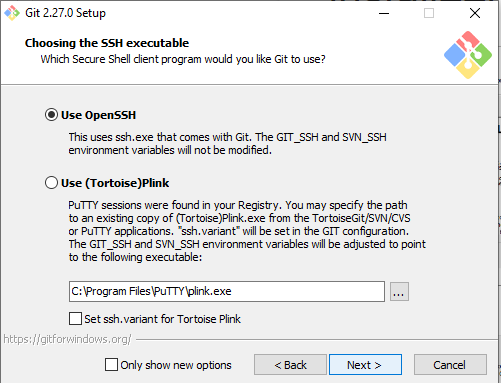 Git 2.27.0 Setup
Choosing the SSH executable
Which Secure Shell client program would you like Git to use?
Use OpenSSH
This uses ssh.exe that comes with Git. The GIT_SSH and SVN_SSH
environment variables will not be modified.
Use (Tortoise)Plink
PuTTY sessions were found in your Registry. You may specify the path
to an existing copy of (Tortoise)Plink.exe from the TortoiseGit/SVN/CVS
or PuTTY applications. "ssh.variant" will be set in the GIT configuration.
The GIT_SSH and SVN_SSH environment variables will be adjusted to point
to the following executable:
C:\Program Files\PuTTY\plink.exe
...
Set ssh.variant for Tortoise Plink
https://gitforwindows.org/
Only show new options
< Back
Next >
Cancel